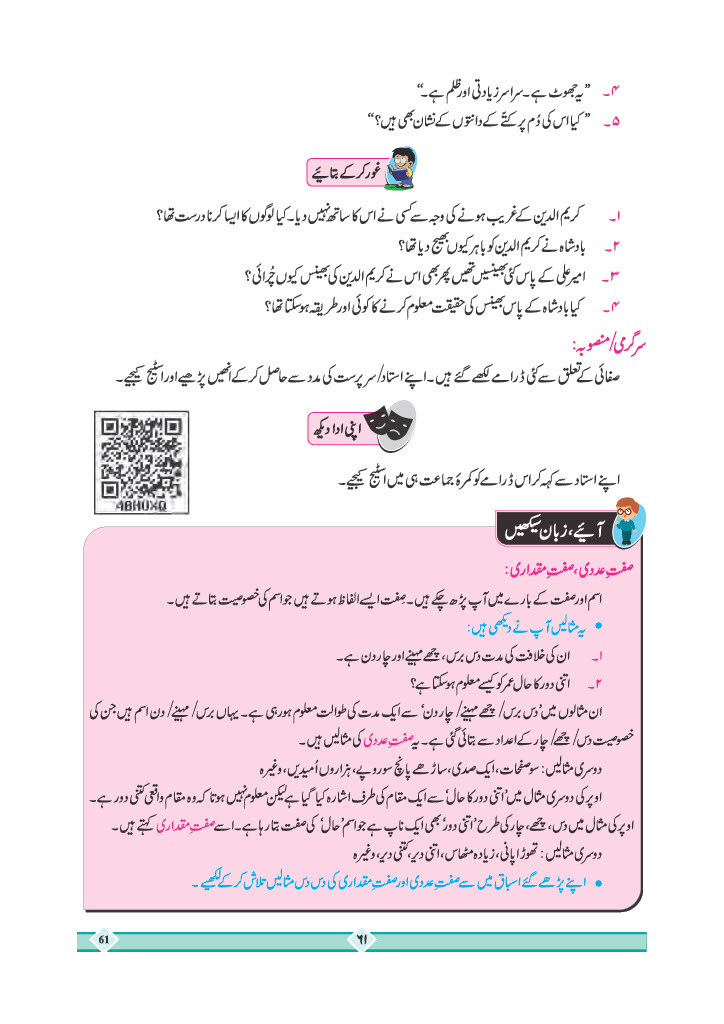 ۴۔ ”یہ جھوٹ ہے۔ سراسر زیادتی اور ظلم ہے۔“
۵۔ ”کیا اس کی دُم پر کتّے کے دانتوں کے نشان بھی ہیں؟“
غور کر کے بتائیے
۱۔ کریم الدین کے غریب ہونے کی وجہ سے کسی نے اس کا ساتھ نہیں دیا۔ کیا لوگوں کا ایسا کرنا درست تھا؟
۲۔ بادشاہ نے کریم الدین کو باہر کیوں بھیج دیا تھا؟
۳۔ امیر علی کے پاس کئی بھینسیں تھیں پھر بھی اس نے کریم الدین کی بھینس کیوں چُرائی؟
۴۔ کیا بادشاہ کے پاس بھینس کی حقیقت معلوم کرنے کا کوئی اور طریقہ ہو سکتا تھا؟
سرگرمی/منصوبہ:
صفائی کے تعلق سے کئی ڈرامے لکھے گئے ہیں۔ اپنے استاد/سرپرست کی مدد سے حاصل کر کے انھیں پڑھیے اور اسٹیج کیجیے۔
اپنی ادا دیکھ
4BHUXQ
اپنے استاد سے کہہ کر اس ڈرامے کو کمرۂ جماعت ہی میں اسٹیج کیجیے۔
آئیے، زبان سیکھیں
صفتِ عددی، صفتِ مقداری:
اسم اور صفت کے بارے میں آپ پڑھ چکے ہیں۔ صِفت ایسے الفاظ ہوتے ہیں جو اسم کی خصوصیت بتاتے ہیں۔
• یہ مثالیں آپ نے دیکھی ہیں:
۱۔ ان کی خلافت کی مدت دس برس، چھے مہینے اور چار دن ہے۔
۲۔ اتنی دور کا حال عمر کو کیسے معلوم ہو سکتا ہے؟
ان مثالوں میں ’دس برس/ چھے مہینے/ چار دن‘ سے ایک مدت کی طوالت معلوم ہو رہی ہے۔ یہاں برس/ مہینے/ دن اسم ہیں جن کی
خصوصیت دس/ چھے/ چار کے اعداد سے بتائی گئی ہے۔ یہ صفتِ عددی کی مثالیں ہیں۔
دوسری مثالیں: سو صفحات، ایک صدی، ساڑھے پانچ سو روپے، ہزاروں اُمیدیں، وغیرہ
اوپر کی دوسری مثال میں ’اتنی دور کا حال‘ سے ایک مقام کی طرف اشارہ کیا گیا ہے لیکن معلوم نہیں ہوتا کہ وہ مقام واقعی کتنی دور ہے۔
اوپر کی مثال میں دس، چھے، چار کی طرح ’اتنی دور‘ بھی ایک ناپ ہے جو اسم ’حال‘ کی صفت بتا رہا ہے۔ اسے صفتِ مقداری کہتے ہیں۔
دوسری مثالیں: تھوڑا پانی، زیادہ مٹھاس، اتنی دیر، کتنی دیر، وغیرہ
• اپنے پڑھے گئے اسباق میں سے صفتِ عددی اور صفتِ مقداری کی دس دس مثالیں تلاش کر کے لکھیے۔
۶۱
61